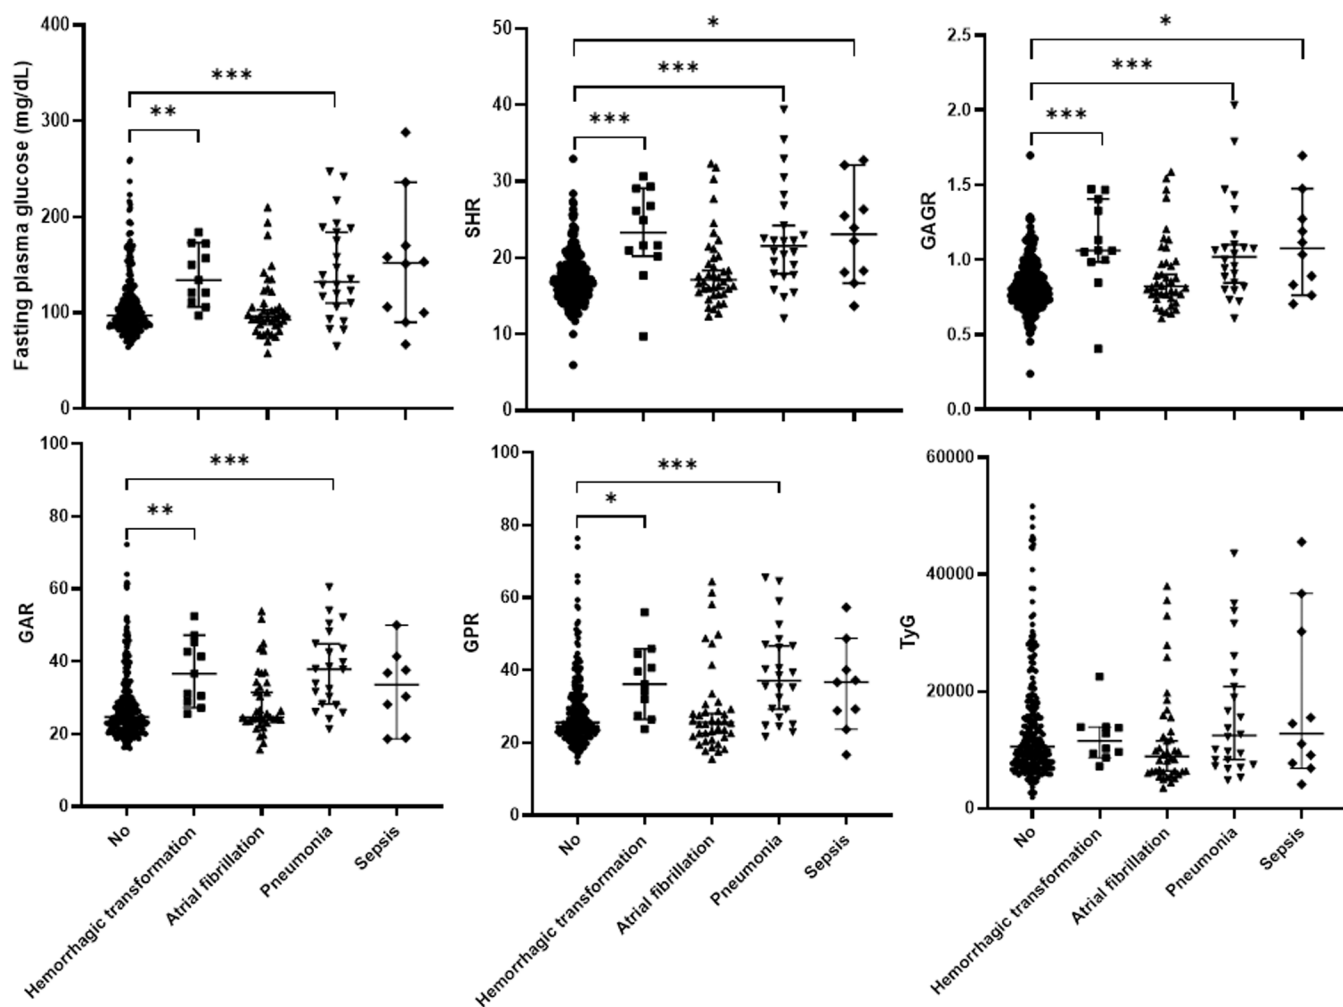 Fasting plasma glucose (mg/dL)
400
300
200
100
0
**
***
SHR
50
40
30
20
10
0
***
***
*
GAGR
2.5
2.0
1.5
1.0
0.5
0.0
***
***
*
GAR
100
80
60
40
20
0
**
***
No
Hemorrhagic transformation
Atrial fibrillation
Pneumonia
Sepsis
GPR
100
80
60
40
20
0
*
***
No
Hemorrhagic transformation
Atrial fibrillation
Pneumonia
Sepsis
TyG
60000
40000
20000
0
No
Hemorrhagic transformation
Atrial fibrillation
Pneumonia
Sepsis